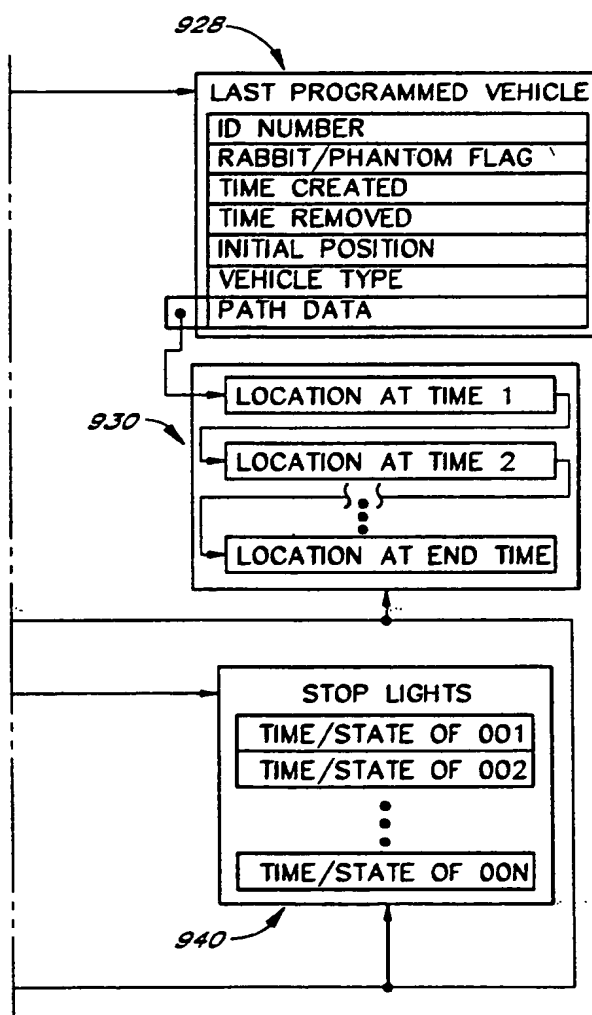 928
LAST PROGRAMMED VEHICLE
ID NUMBER
RABBIT/PHANTOM FLAG
TIME CREATED
TIME REMOVED
INITIAL POSITION
VEHICLE TYPE
PATH DATA
930
LOCATION AT TIME 1
LOCATION AT TIME 2
LOCATION AT END TIME
STOP LIGHTS
TIME/STATE OF 001
TIME/STATE OF 002
TIME/STATE OF 00N
940